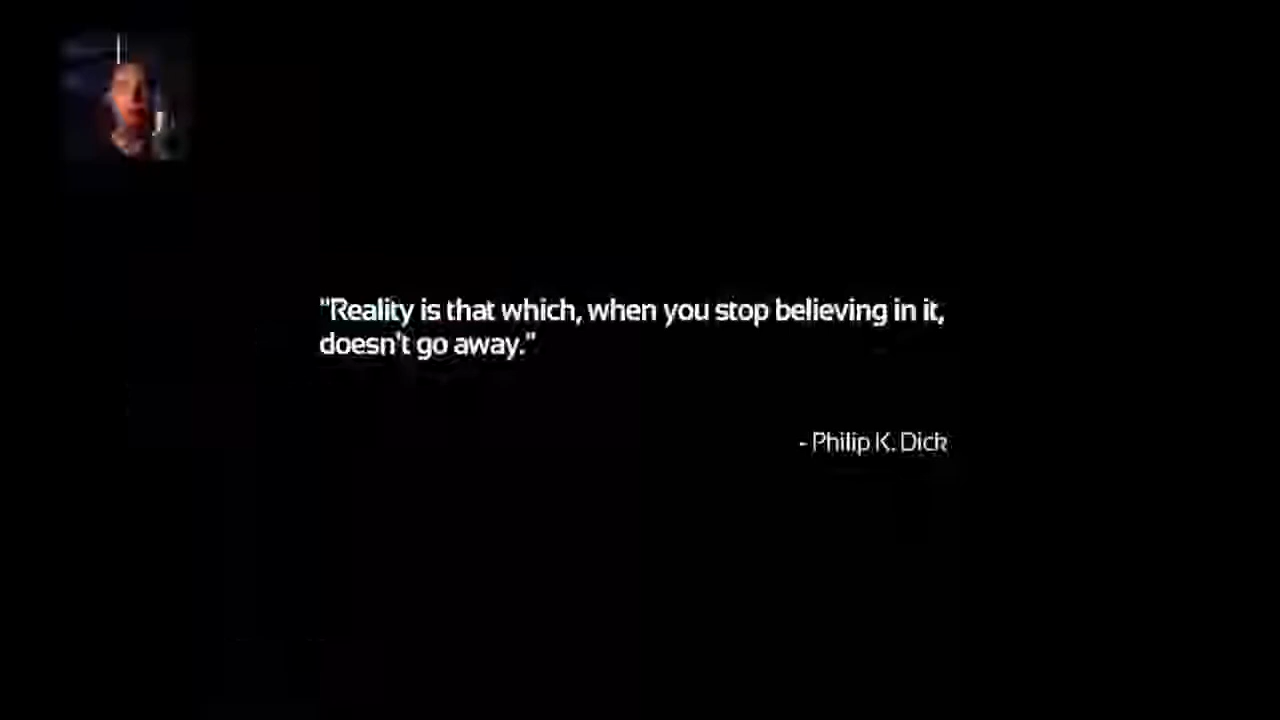 "Reality is that which, when you stop believing in it,
doesn't go away."
- Philip K. Dick